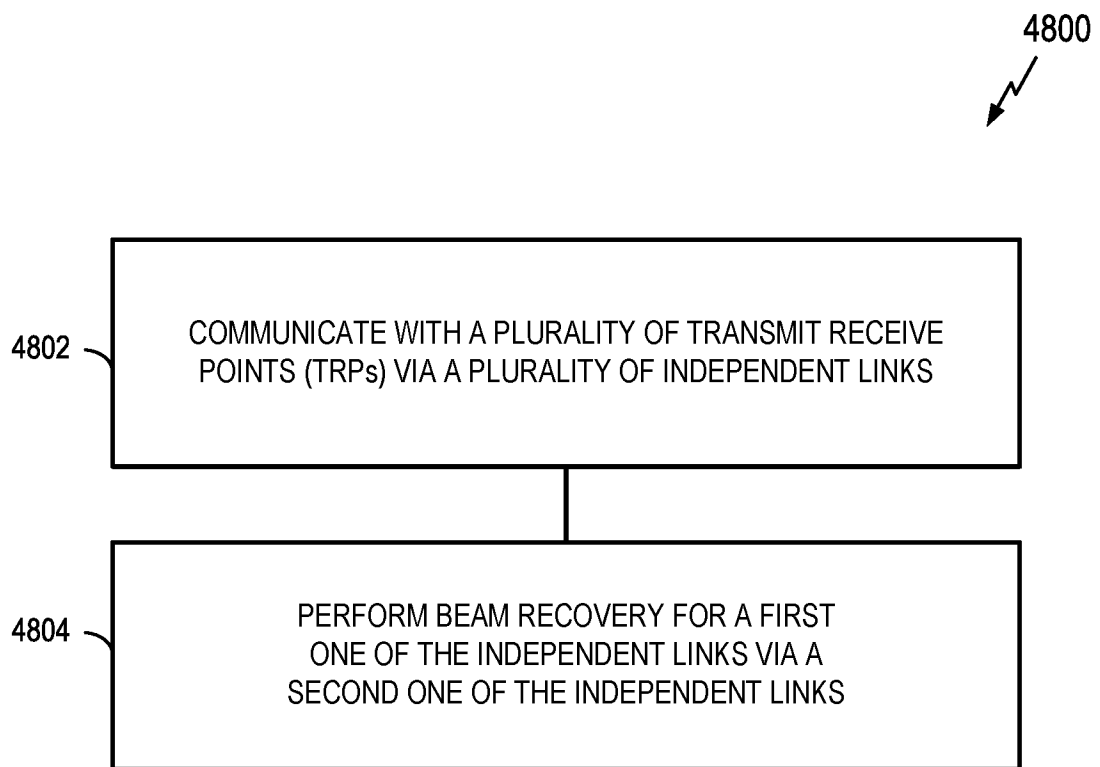 4800
4802
COMMUNICATE WITH A PLURALITY OF TRANSMIT RECEIVE
POINTS (TRPs) VIA A PLURALITY OF INDEPENDENT LINKS
4804
PERFORM BEAM RECOVERY FOR A FIRST
ONE OF THE INDEPENDENT LINKS VIA A
SECOND ONE OF THE INDEPENDENT LINKS